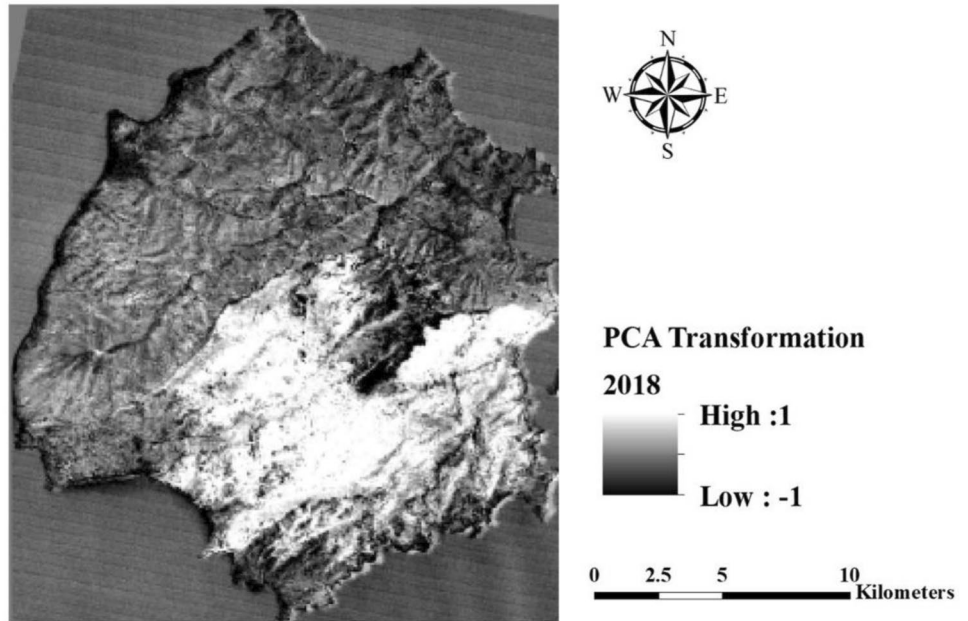 N
W E
S
PCA Transformation
2018
High :1
Low : -1
0 2.5 5 10
Kilometers